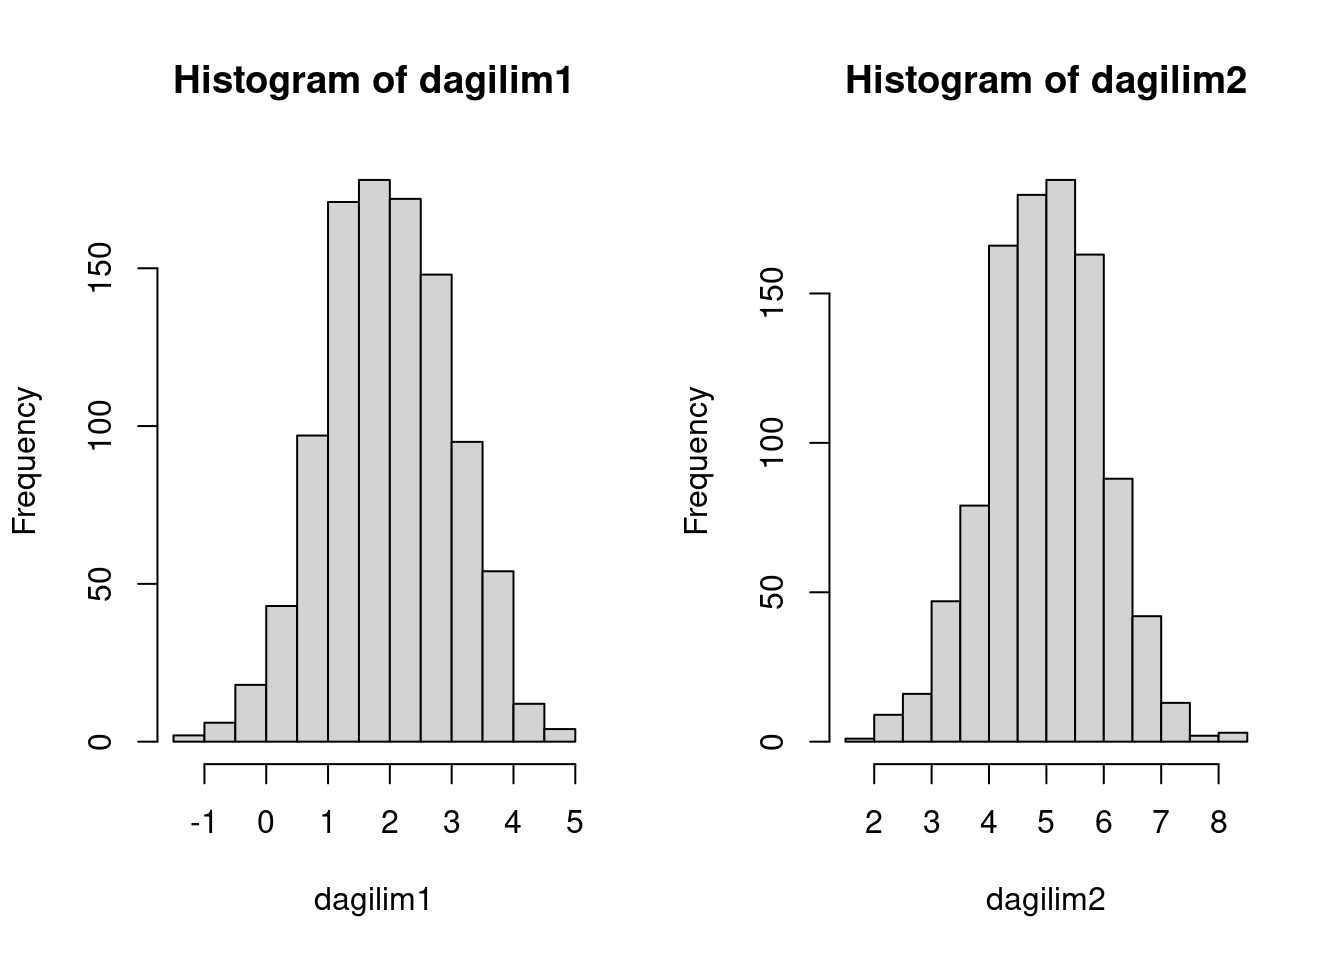 Histogram of dagilim1
Frequency
0
50
100
150
-1 0 1 2 3 4 5
dagilim1
Histogram of dagilim2
Frequency
0
50
100
150
2 3 4 5 6 7 8
dagilim2